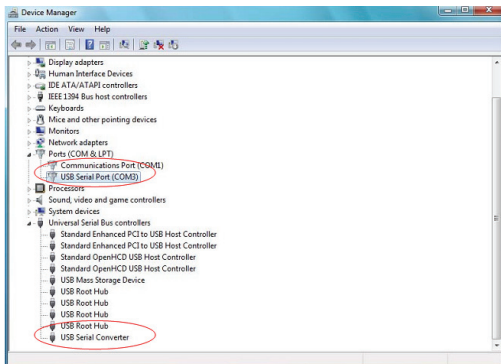 Device Manager
File Action View Help
Display adapters
Human Interface Devices
IDE ATA/ATAPI controllers
IEEE 1394 Bus host controllers
Keyboards
Mice and other pointing devices
Monitors
Network adapters
Ports (COM & LPT)
Communications Port (COM1)
USB Serial Port (COM3)
Processors
Sound, video and game controllers
System devices
Universal Serial Bus controllers
Standard Enhanced PCI to USB Host Controller
Standard Enhanced PCI to USB Host Controller
Standard OpenHCD USB Host Controller
Standard OpenHCD USB Host Controller
USB Mass Storage Device
USB Root Hub
USB Root Hub
USB Root Hub
USB Root Hub
USB Serial Converter